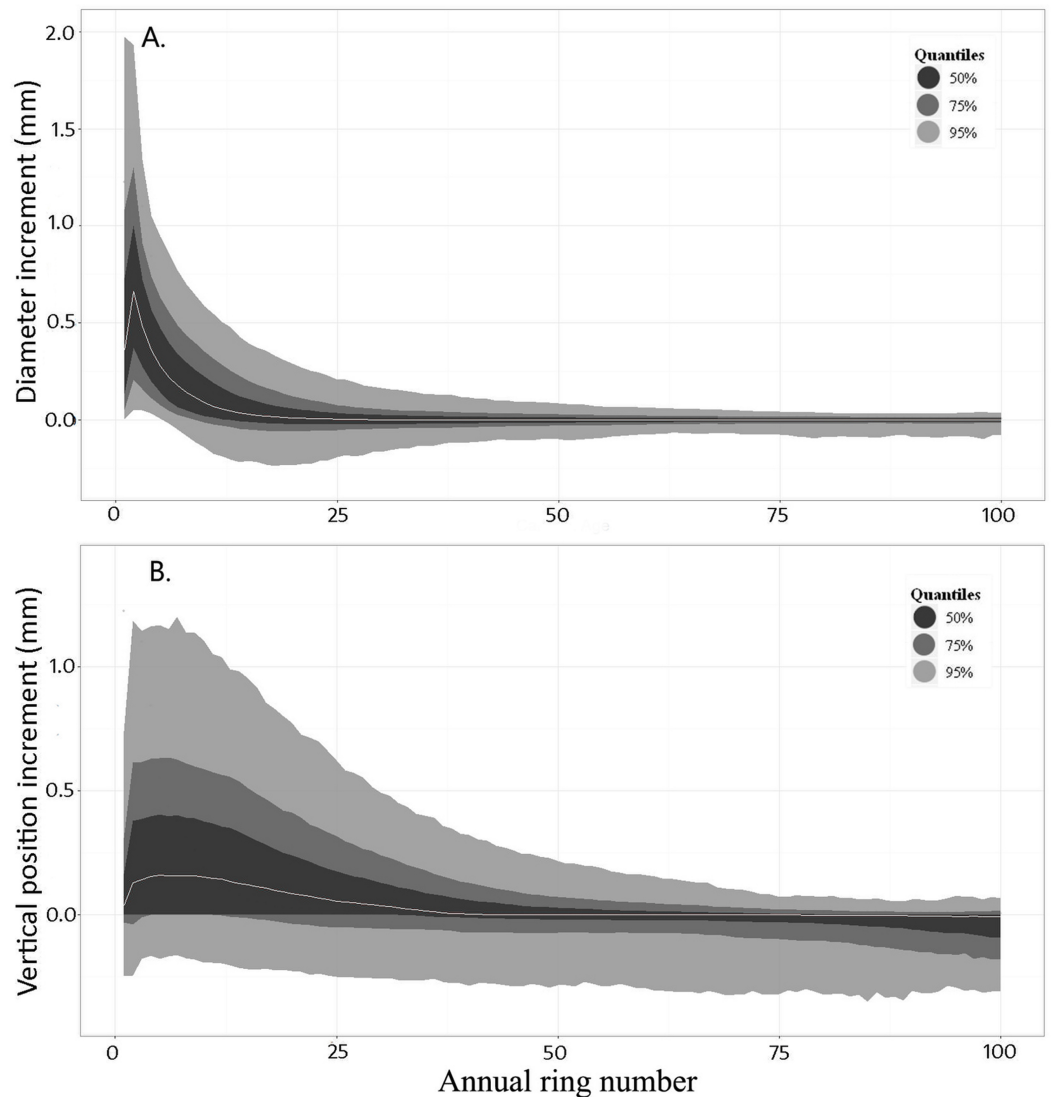 A.
Diameter increment (mm)
2.0
1.5
1.0
0.5
0.0
Quantiles
50%
75%
95%
0 25 50 75 100
B.
Vertical position increment (mm)
1.0
0.5
0.0
Quantiles
50%
75%
95%
0 25 50 75 100
Annual ring number